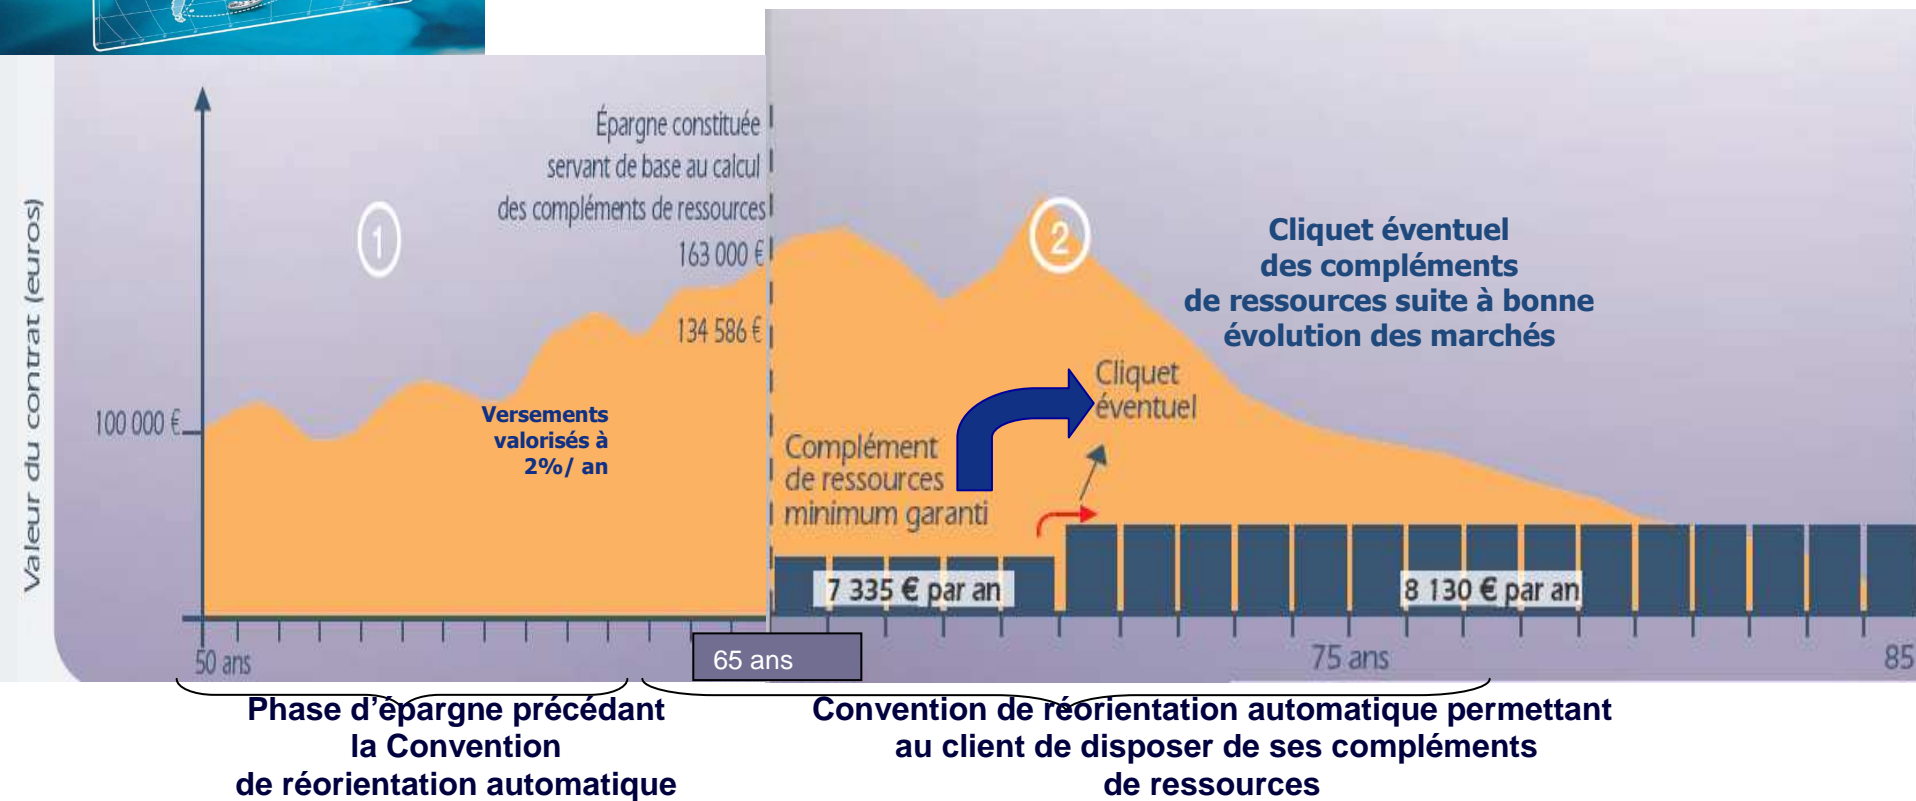 Valeur du contrat (euros)
Épargne constituée
servant de base au calcul
des compléments de ressources
163 000 €
134 586 €
100 000 €
1
2
Versements
valorisés à
2%/ an
Cliquet éventuel
des compléments
de ressources suite à bonne
évolution des marchés
Cliquet
éventuel
Complément
de ressources
minimum garanti
7 335 € par an
8 130 € par an
50 ans
65 ans
75 ans
85
Phase d’épargne précédant
la Convention
de réorientation automatique
Convention de réorientation automatique permettant
au client de disposer de ses compléments
de ressources